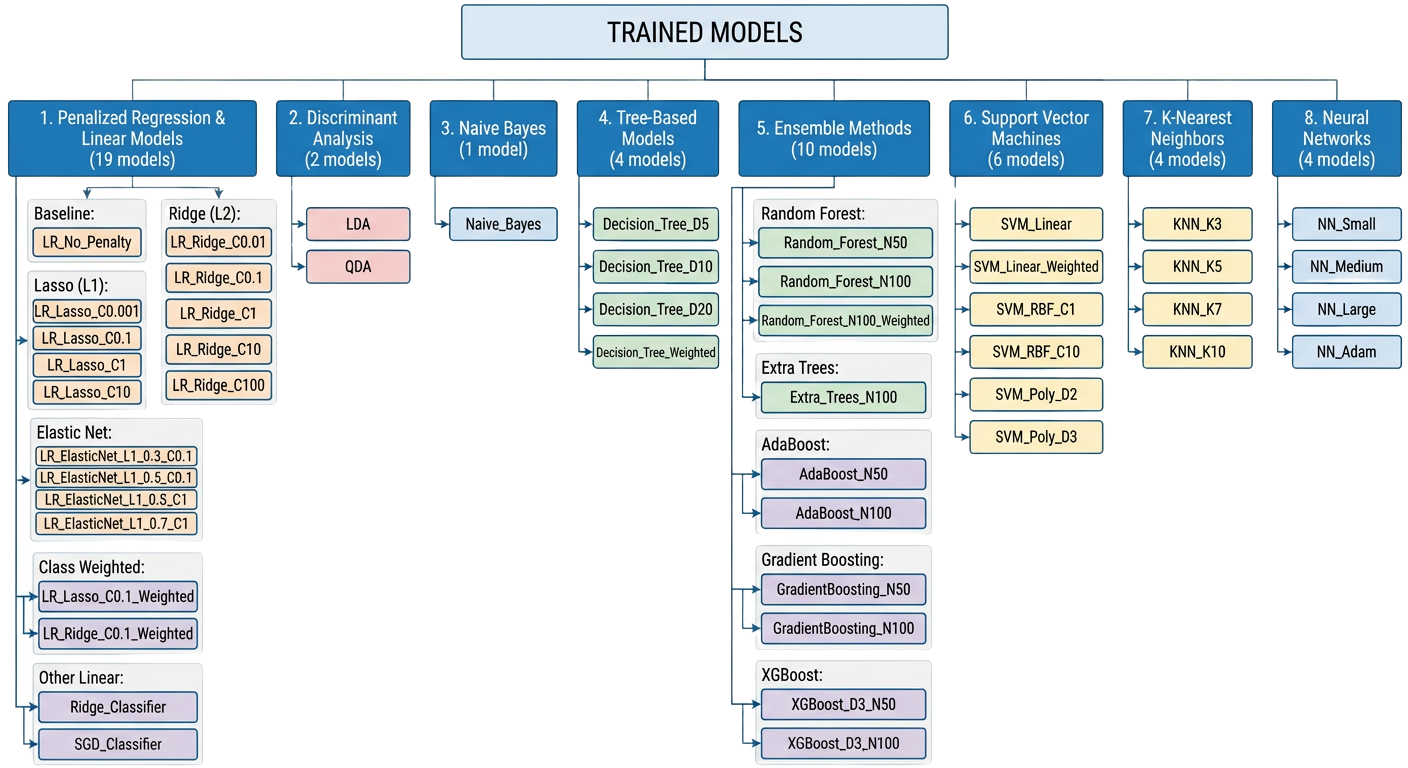 TRAINED MODELS
1. Penalized Regression &
Linear Models
(19 models)
Baseline:
LR_No_Penalty
Lasso (L1):
LR_Lasso_C0.001
LR_Lasso_C0.1
LR_Lasso_C1
LR_Lasso_C10
Ridge (L2):
LR_Ridge_C0.01
LR_Ridge_C0.1
LR_Ridge_C1
LR_Ridge_C10
LR_Ridge_C100
Elastic Net:
LR_ElasticNet_L1_0.3_C0.1
LR_ElasticNet_L1_0.5_C0.1
LR_ElasticNet_L1_0.S_C1
LR_ElasticNet_L1_0.7_C1
Class Weighted:
LR_Lasso_C0.1_Weighted
LR_Ridge_C0.1_Weighted
Other Linear:
Ridge_Classifier
SGD_Classifier
2. Discriminant
Analysis
(2 models)
LDA
QDA
3. Naive Bayes
(1 model)
Naive_Bayes
4. Tree-Based
Models
(4 models)
Decision_Tree_D5
Decision_Tree_D10
Decision_Tree_D20
Decision_Tree_Weighted
5. Ensemble Methods
(10 models)
Random Forest:
Random_Forest_N50
Random_Forest_N100
Random_Forest_N100_Weighted
Extra Trees:
Extra_Trees_N100
AdaBoost:
AdaBoost_N50
AdaBoost_N100
Gradient Boosting:
GradientBoosting_N50
GradientBoosting_N100
XGBoost:
XGBoost_D3_N50
XGBoost_D3_N100
6. Support Vector
Machines
(6 models)
SVM_Linear
SVM_Linear_Weighted
SVM_RBF_C1
SVM_RBF_C10
SVM_Poly_D2
SVM_Poly_D3
7. K-Nearest
Neighbors
(4 models)
KNN_K3
KNN_K5
KNN_K7
KNN_K10
8. Neural
Networks
(4 models)
NN_Small
NN_Medium
NN_Large
NN_Adam